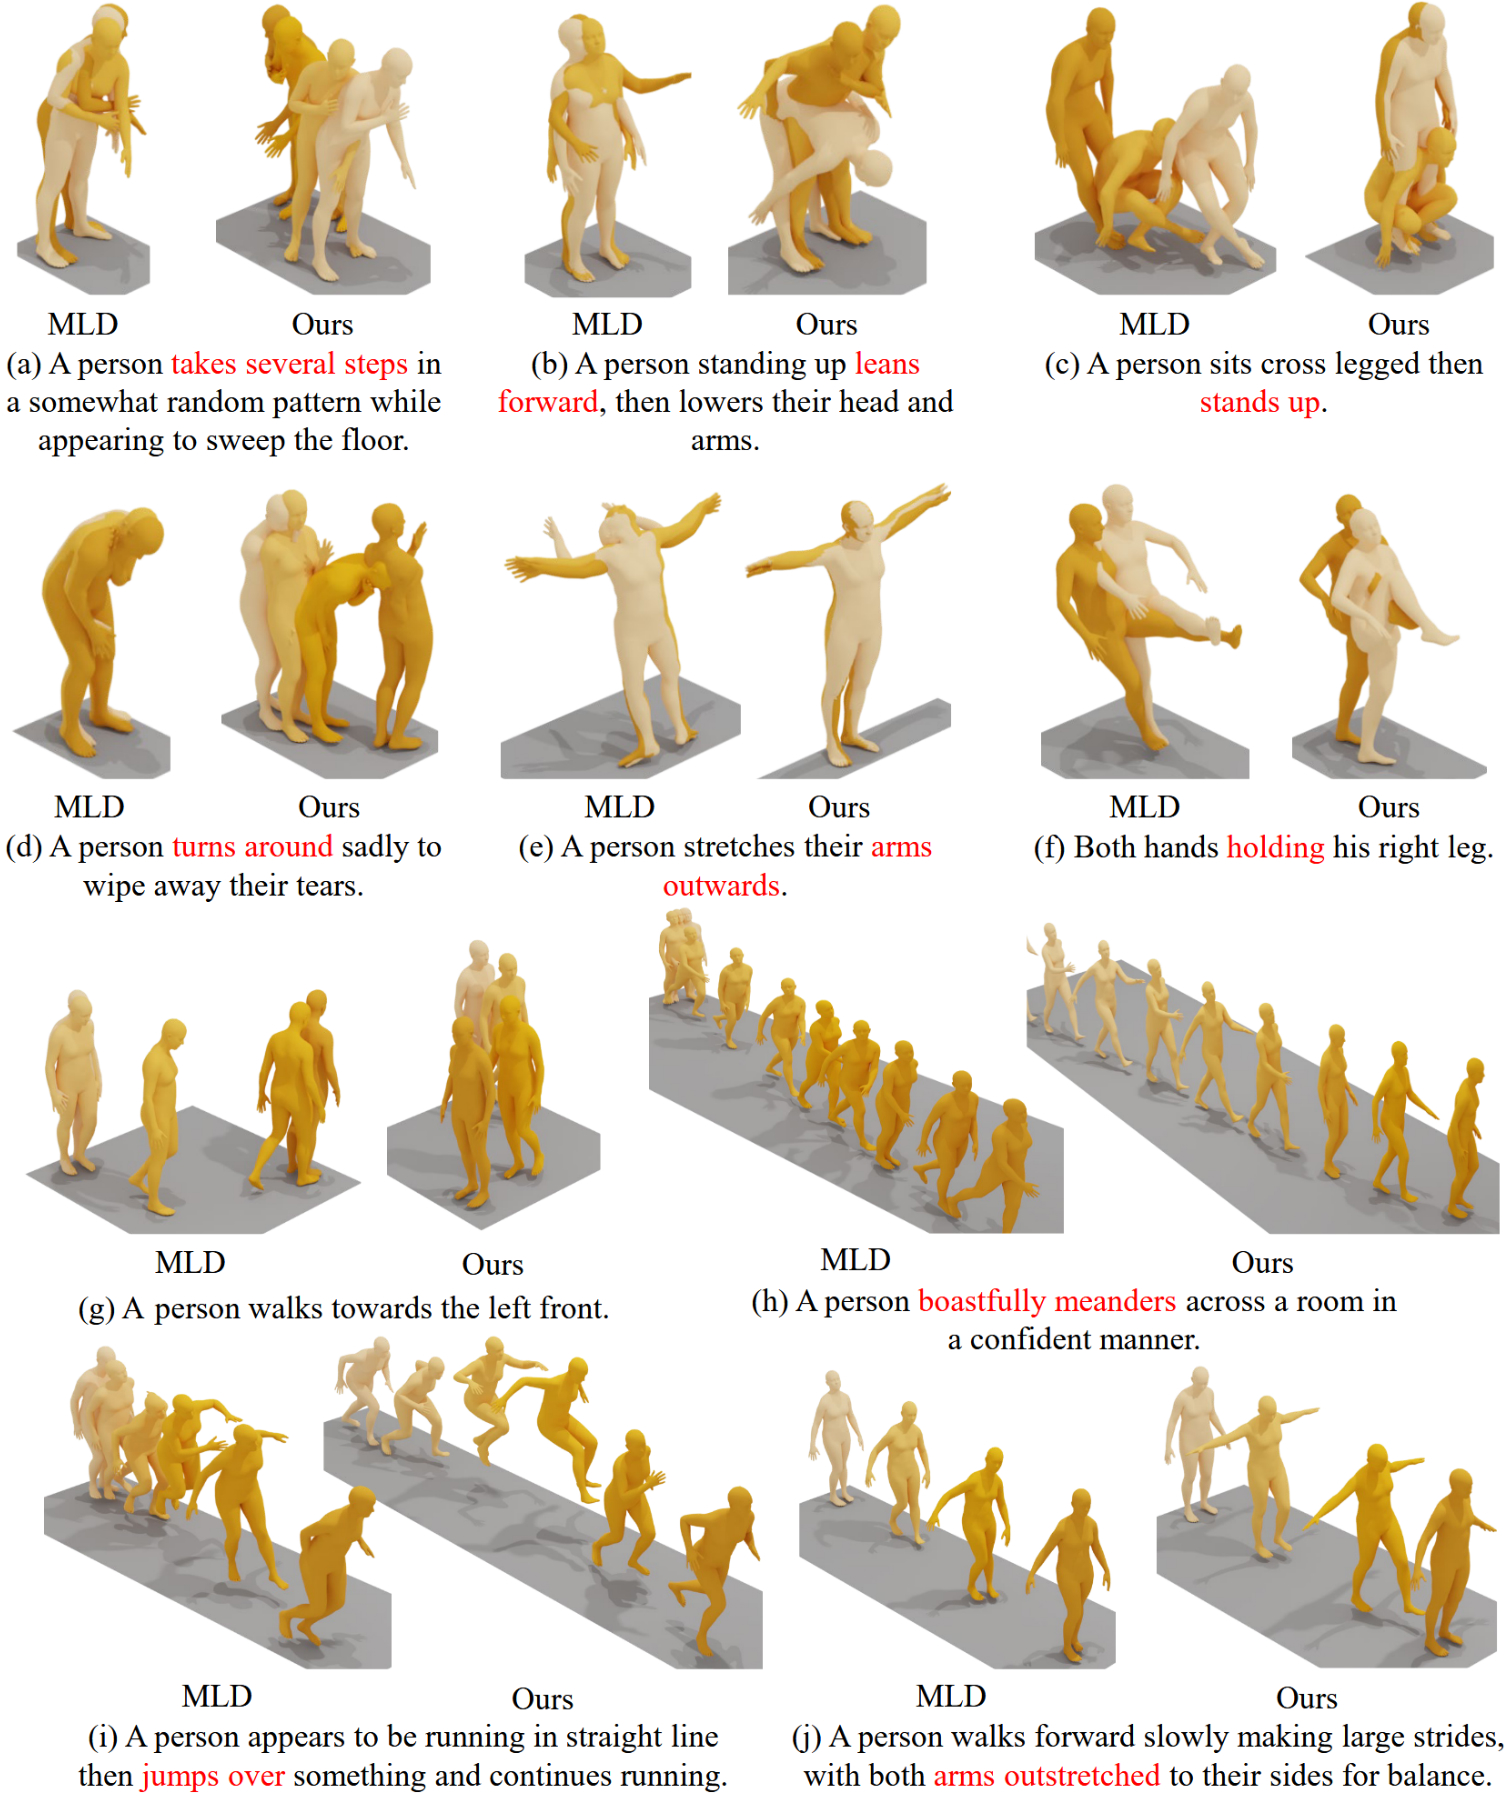 MLD
Ours
(a) A person takes several steps in
a somewhat random pattern while
appearing to sweep the floor.
MLD
Ours
(b) A person standing up leans
forward, then lowers their head and
arms.
MLD
Ours
(c) A person sits cross legged then
stands up.
MLD
Ours
(d) A person turns around sadly to
wipe away their tears.
MLD
Ours
(e) A person stretches their arms
outwards.
MLD
Ours
(f) Both hands holding his right leg.
MLD
Ours
(g) A person walks towards the left front.
MLD
Ours
(h) A person boastfully meanders across a room in
a confident manner.
MLD
Ours
(i) A person appears to be running in straight line
then jumps over something and continues running.
MLD
Ours
(j) A person walks forward slowly making large strides,
with both arms outstretched to their sides for balance.